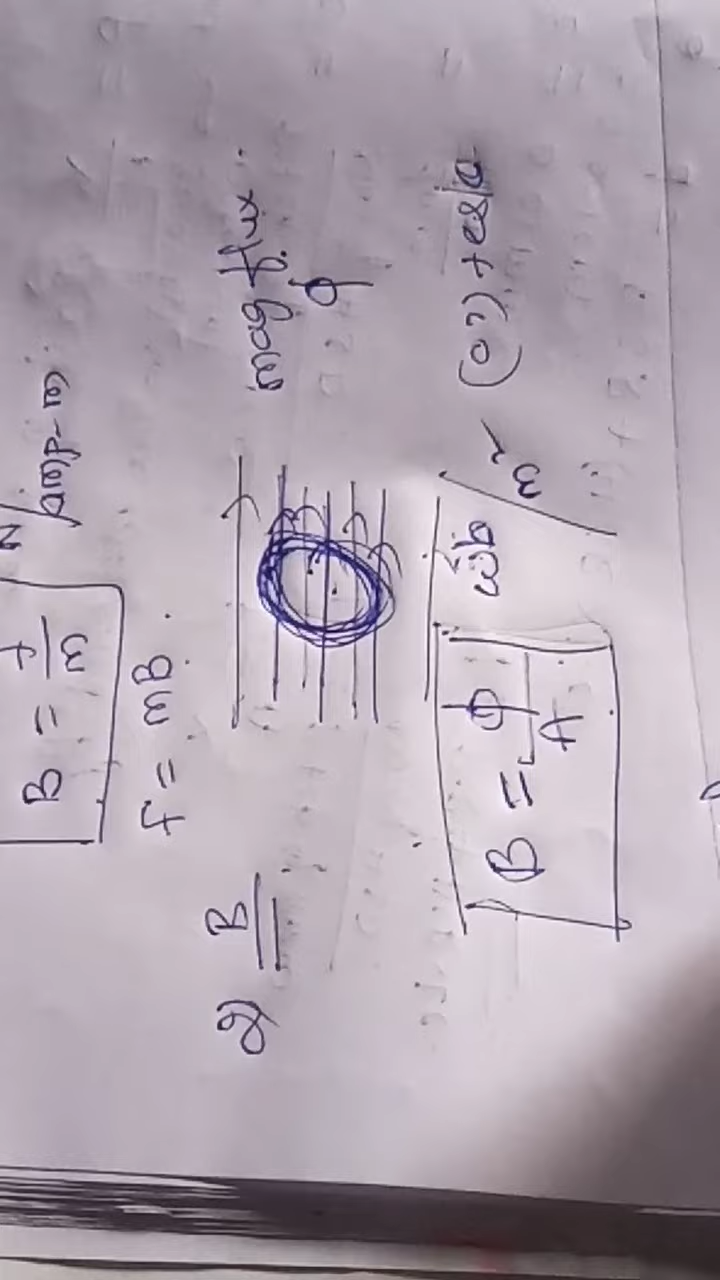 B = f/m N/amp-m
f = mB.
2) B mag flux.
φ
B = φ/A wb/m² (or) tesla